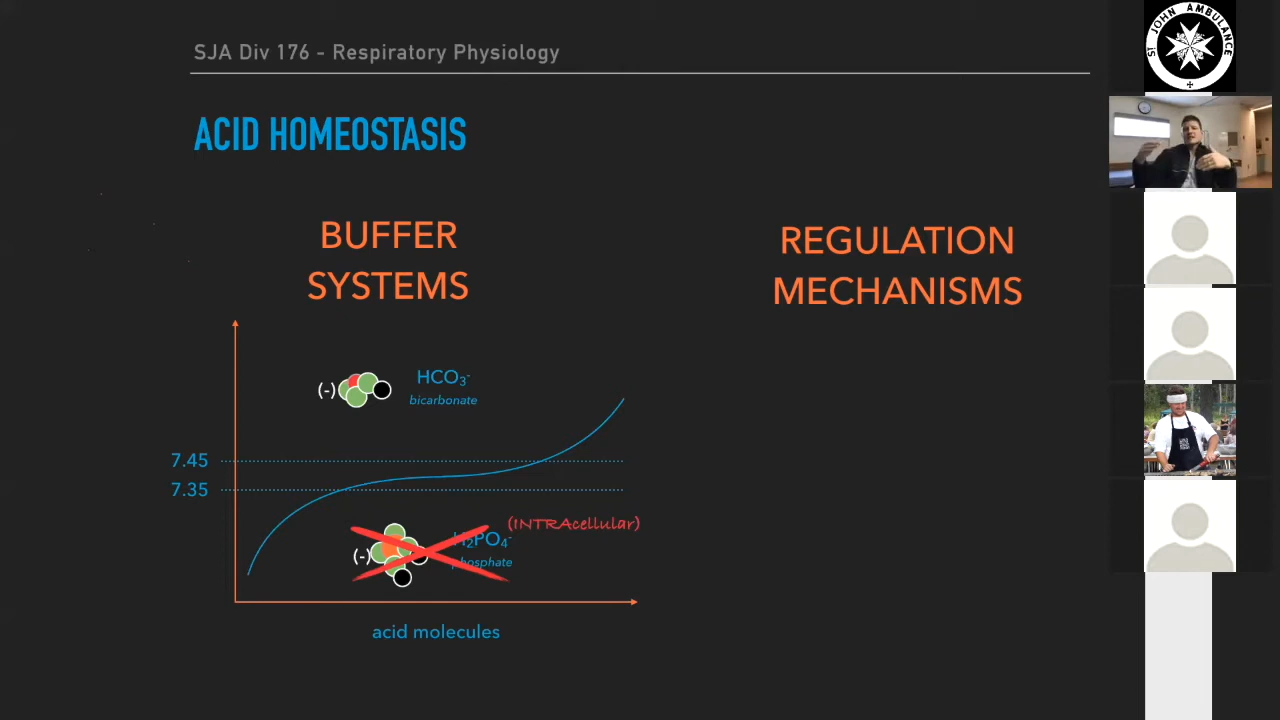 SJA Div 176 - Respiratory Physiology
ACID HOMEOSTASIS
BUFFER
SYSTEMS
REGULATION
MECHANISMS
(-)
HCO₃⁻
bicarbonate
7.45
7.35
(INTRAcellular)
(-)
H₂PO₄⁻
phosphate
acid molecules
ST JOHN AMBULANCE